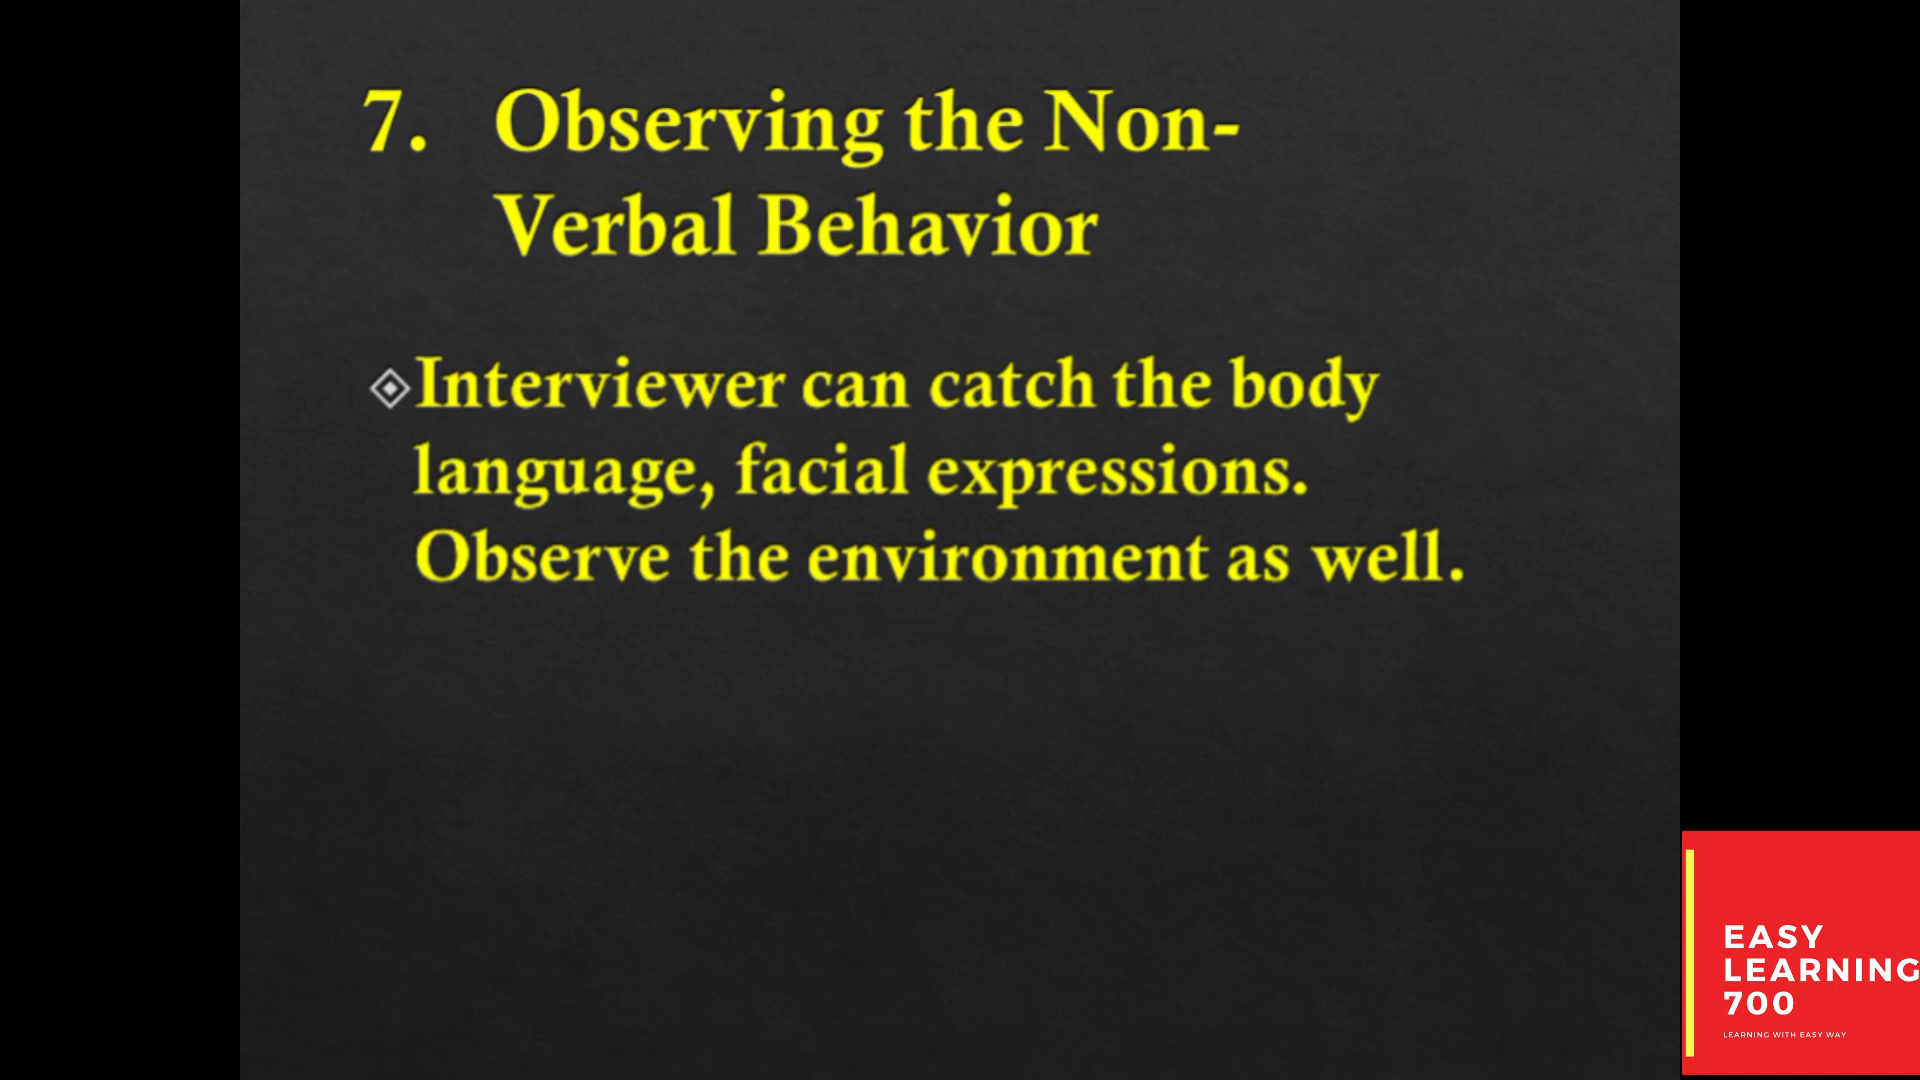 7. Observing the Non-
Verbal Behavior
Interviewer can catch the body
language, facial expressions.
Observe the environment as well.
EASY
LEARNING
700
LEARNING WITH EASY WAY